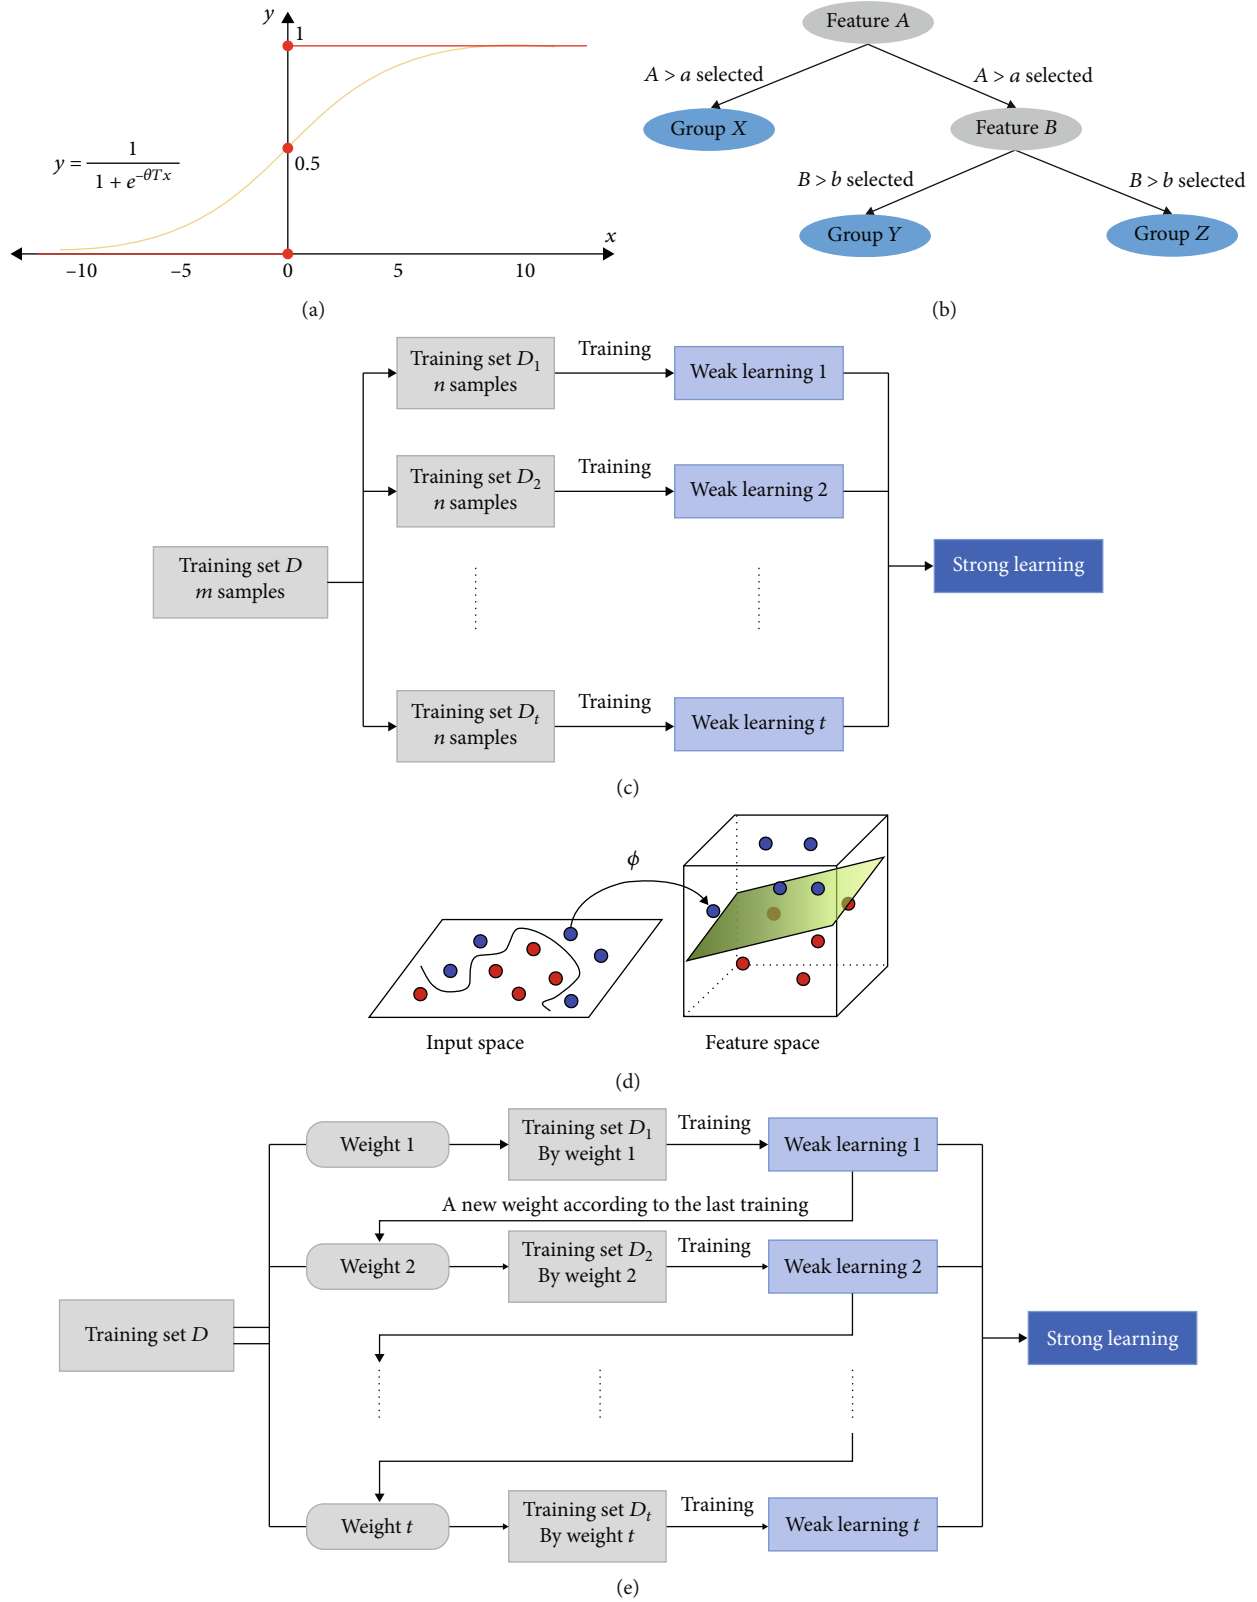 y
1
0.5
y = 1 / (1 + e^{–θTx})
x
–10
–5
0
5
10
(a)
Feature A
A > a selected
A > a selected
Group X
Feature B
B > b selected
B > b selected
Group Y
Group Z
(b)
Training set D
m samples
Training set D₁
n samples
Training
Weak learning 1
Training set D₂
n samples
Training
Weak learning 2
Training set Dₜ
n samples
Training
Weak learning t
Strong learning
(c)
ϕ
Input space
Feature space
(d)
Training set D
Weight 1
Training set D₁
By weight 1
Training
Weak learning 1
A new weight according to the last training
Weight 2
Training set D₂
By weight 2
Training
Weak learning 2
Weight t
Training set Dₜ
By weight t
Training
Weak learning t
Strong learning
(e)